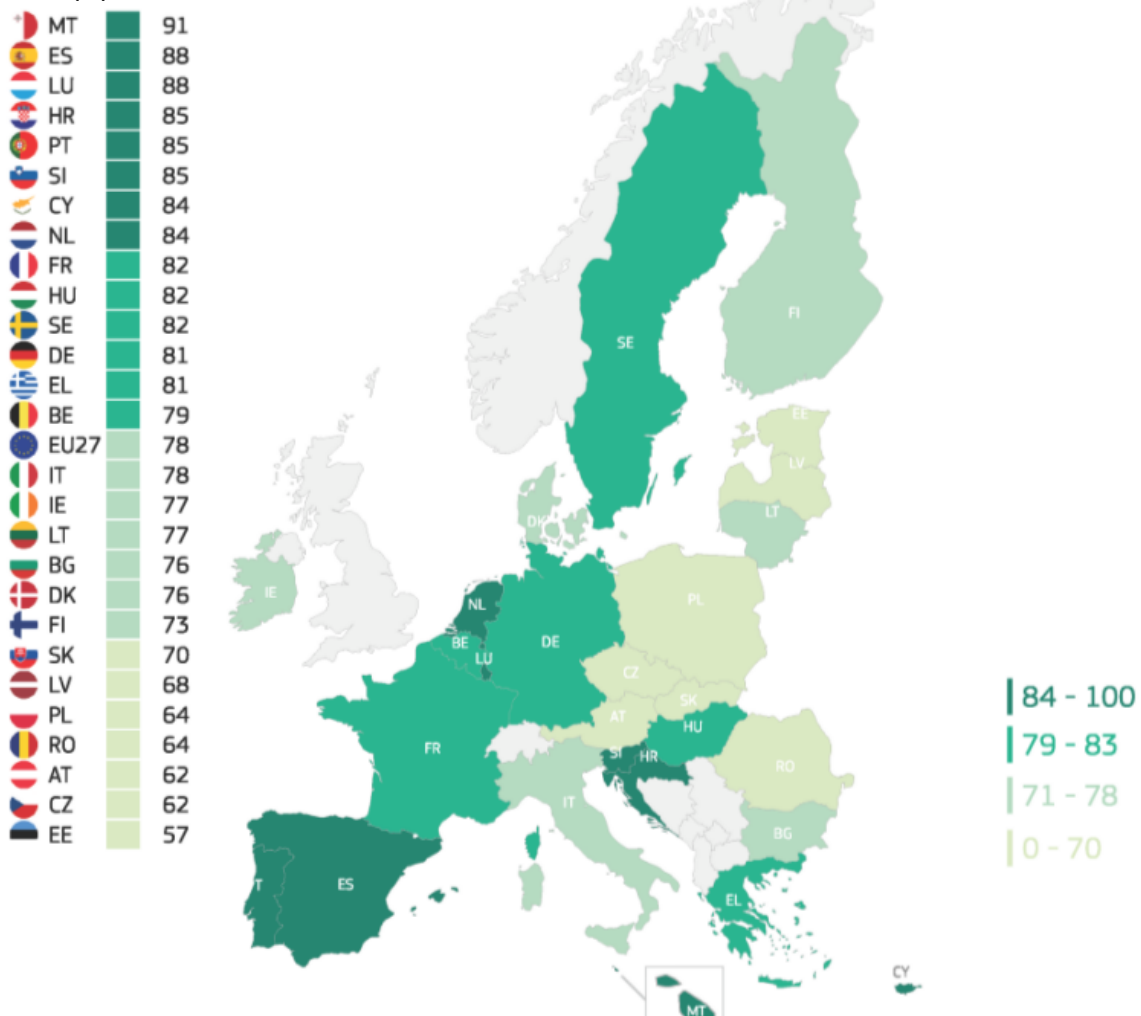 MT 91
ES 88
LU 88
HR 85
PT 85
SI 85
CY 84
NL 84
FR 82
HU 82
SE 82
DE 81
EL 81
BE 79
EU27 78
IT 78
IE 77
LT 77
BG 76
DK 76
FI 73
SK 70
LV 68
PL 64
RO 64
AT 62
CZ 62
EE 57
FI
SE
EE
LV
LT
DK
IE
NL
PL
BE
DE
LU
CZ
SK
AT
HU
FR
SI
HR
RO
IT
BG
T
ES
EL
CY
MT
84 - 100
79 - 83
71 - 78
0 - 70